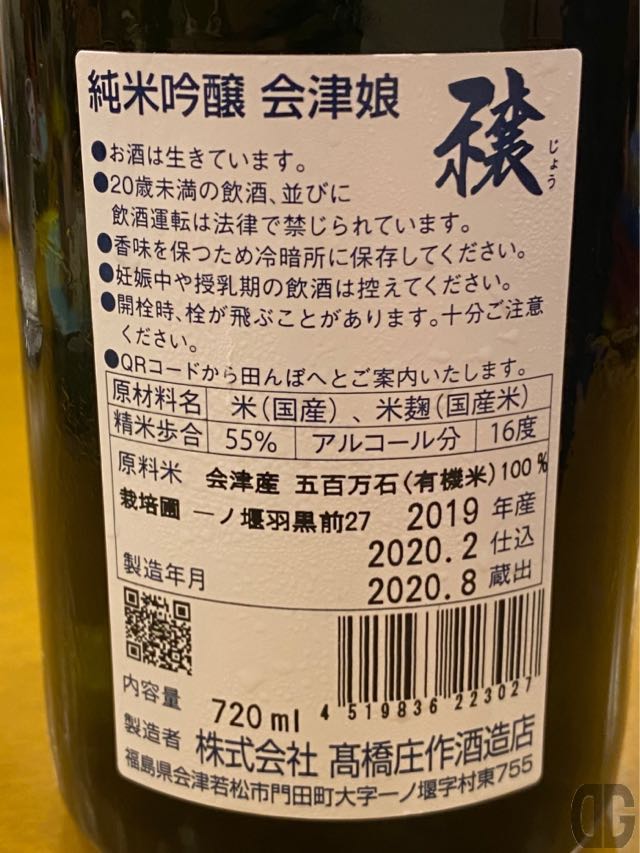 純米吟醸 会津娘
穣
じょう
●お酒は生きています。
●20歳未満の飲酒、並びに
飲酒運転は法律で禁じられています。
●香味を保つため冷暗所に保存してください。
●妊娠中や授乳期の飲酒は控えてください。
●開栓時、栓が飛ぶことがあります。十分ご注意
ください。
●QRコードから田んぼへとご案内いたします。
原材料名 米(国産)、米麹(国産米)
精米歩合 55% アルコール分 16度
原料米 会津産 五百万石(有機米)100%
栽培圃 一ノ堰羽黒前27 2019 年産
2020.2 仕込
製造年月 2020.8 蔵出
4 519836 223027
内容量 720ml
製造者 株式会社 髙橋庄作酒造店
福島県会津若松市門田町大字一ノ堰字村東755
DG